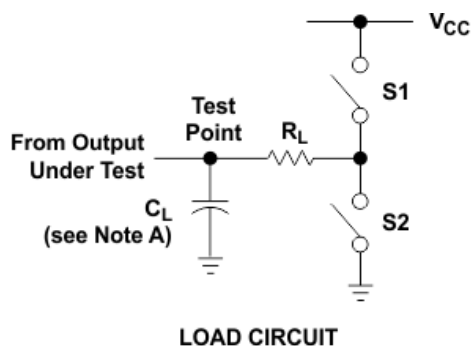 VCC
S1
Test
Point
RL
From Output
Under Test
CL
(see Note A)
S2
LOAD CIRCUIT